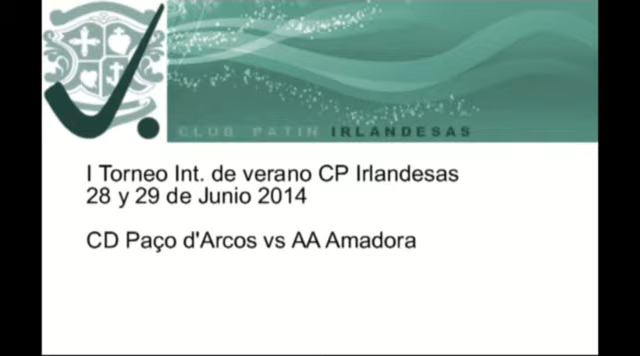 CLUB PATIN IRLANDESAS
I Torneo Int. de verano CP Irlandesas
28 y 29 de Junio 2014
CD Paço d'Arcos vs AA Amadora